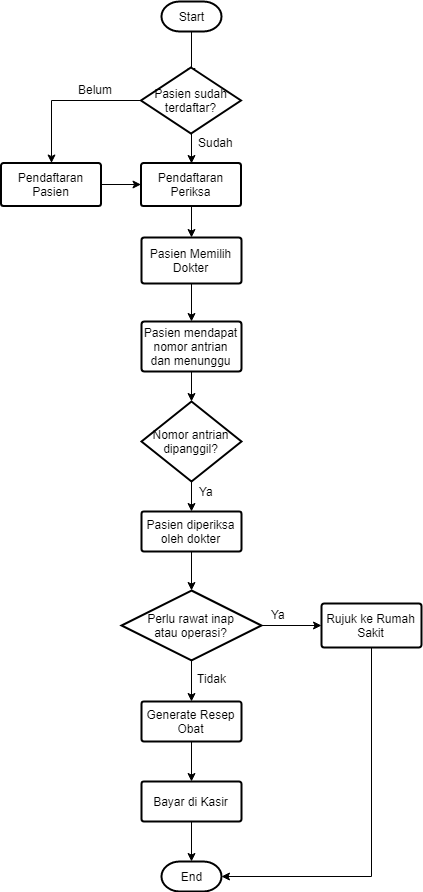 Start
Pasien sudah
terdaftar?
Belum
Sudah
Pendaftaran
Pasien
Pendaftaran
Periksa
Pasien Memilih
Dokter
Pasien mendapat
nomor antrian
dan menunggu
Nomor antrian
dipanggil?
Ya
Pasien diperiksa
oleh dokter
Perlu rawat inap
atau operasi?
Ya
Rujuk ke Rumah
Sakit
Tidak
Generate Resep
Obat
Bayar di Kasir
End